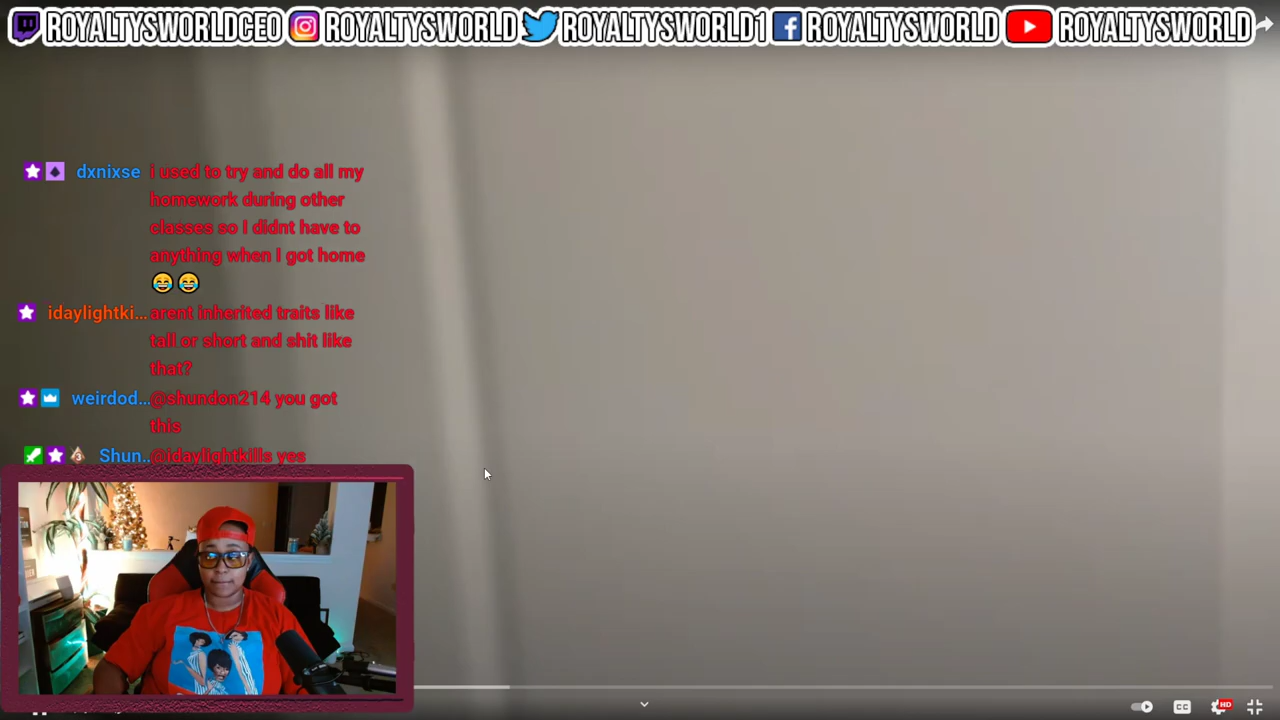 ROYALTYSWORLDCEO ROYALTYSWORLD ROYALTYSWORLD1 ROYALTYSWORLD ROYALTYSWORLD
dxnixse i used to try and do all my
homework during other
classes so I didnt have to
anything when I got home
😂😂
idaylightki... arent inherited traits like
tall or short and shit like
that?
weirdod... @shundon214 you got
this
Shun.. @idaylightkills yes
CC HD